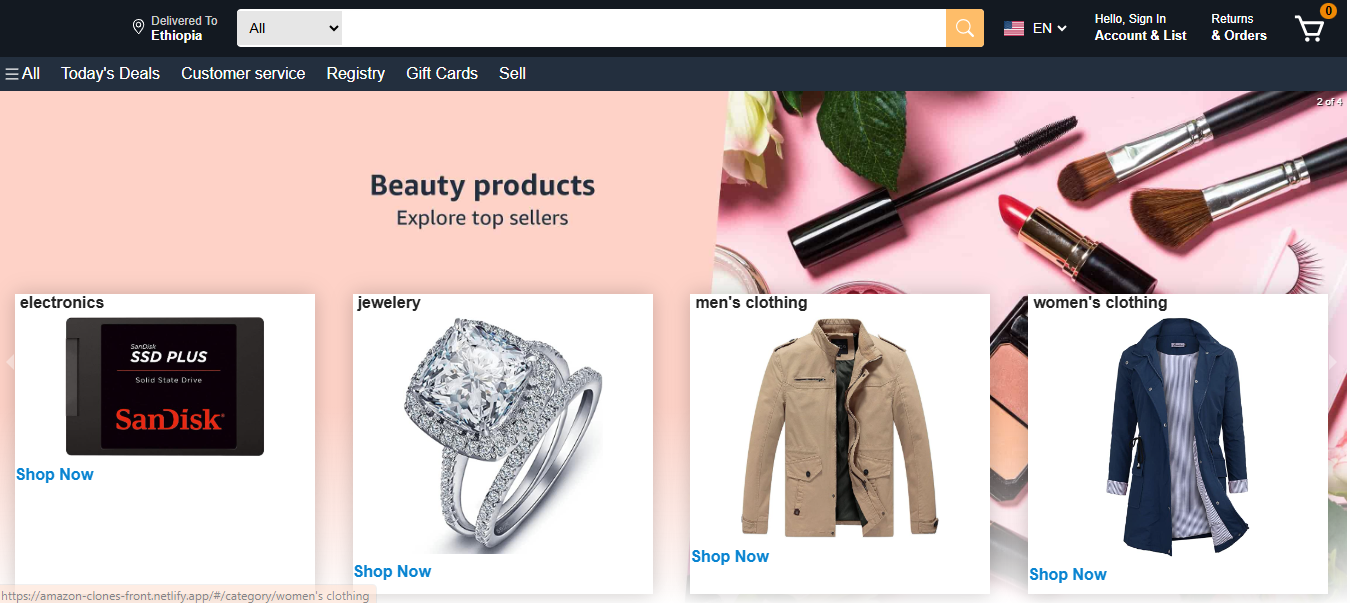 Delivered To
Ethiopia
All
EN
Hello, Sign In
Account & List
Returns
& Orders
0
All
Today's Deals
Customer service
Registry
Gift Cards
Sell
2 of 4
Beauty products
Explore top sellers
electronics
SanDisk
SSD PLUS
Solid State Drive
SanDisk
Shop Now
jewelery
Shop Now
men's clothing
Shop Now
women's clothing
Shop Now
https://amazon-clones-front.netlify.app/#/category/women's clothing